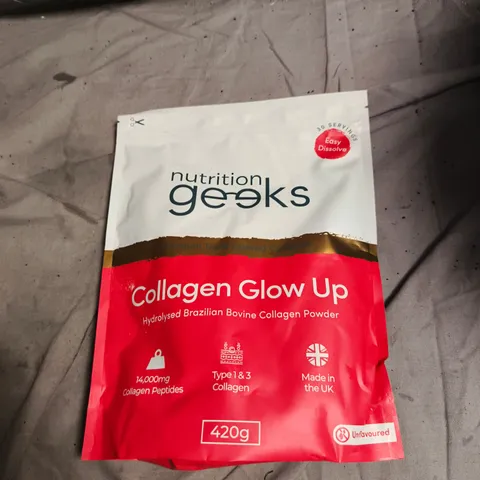 30 SERVINGS
Easy
Dissolve
nutrition
geeks
Collagen Glow Up
Hydrolysed Brazilian Bovine Collagen Powder
14,000mg
Collagen Peptides
Type 1 & 3
Collagen
Made in
the UK
420g
Unflavoured